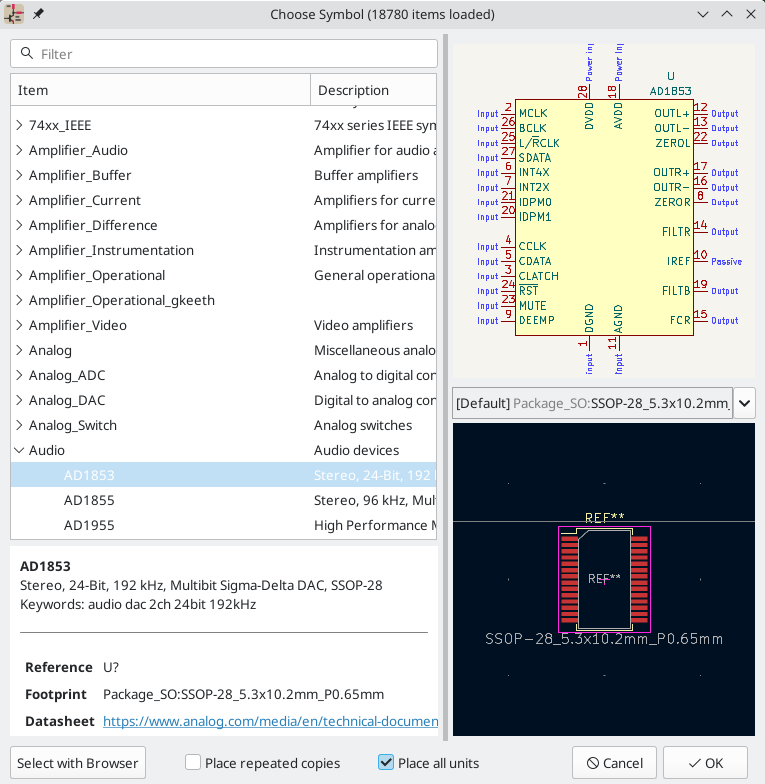 Choose Symbol (18780 items loaded)
Filter
Item Description
74xx_IEEE 74xx series IEEE sym
Amplifier_Audio Amplifier for audio a
Amplifier_Buffer Buffer amplifiers
Amplifier_Current Amplifiers for curre
Amplifier_Difference Amplifiers for analo
Amplifier_Instrumentation Instrumentation am
Amplifier_Operational General operationa
Amplifier_Operational_gkeeth
Amplifier_Video Video amplifiers
Analog Miscellaneous analo
Analog_ADC Analog to digital con
Analog_DAC Digital to analog con
Analog_Switch Analog switches
Audio Audio devices
AD1853 Stereo, 24-Bit, 192 k
AD1855 Stereo, 96 kHz, Mul
AD1955 High Performance M
AD1853
Stereo, 24-Bit, 192 kHz, Multibit Sigma-Delta DAC, SSOP-28
Keywords: audio dac 2ch 24bit 192kHz
Reference U?
Footprint Package_SO:SSOP-28_5.3x10.2mm_P0.65mm
Datasheet https://www.analog.com/media/en/technical-documen
Select with Browser
Place repeated copies
Place all units
Cancel
OK
U
AD1853
Power inp
28
DVDD
Power inp
18
AVDD
Input 2 MCLK
Input 26 BCLK
Input 25 L/RCLK
Input 27 SDATA
Input 6 INT4X
Input 7 INT2X
Input 21 IDPM0
Input 20 IDPM1
Input 4 CCLK
Input 5 CDATA
Input 3 CLATCH
Input 24 RST
Input 23 MUTE
Input 9 DEEMP
OUTL+ 12 Output
OUTL- 13 Output
ZEROL 22 Output
OUTR+ 17 Output
OUTR- 16 Output
ZEROR 8 Output
FILTR 14 Output
IREF 10 Passive
FILTB 19 Output
FCR 15 Output
DGND
1
input
AGND
11
input
[Default] Package_SO:SSOP-28_5.3x10.2mm_
REF**
REF**
SSOP-28_5.3x10.2mm_P0.65mm